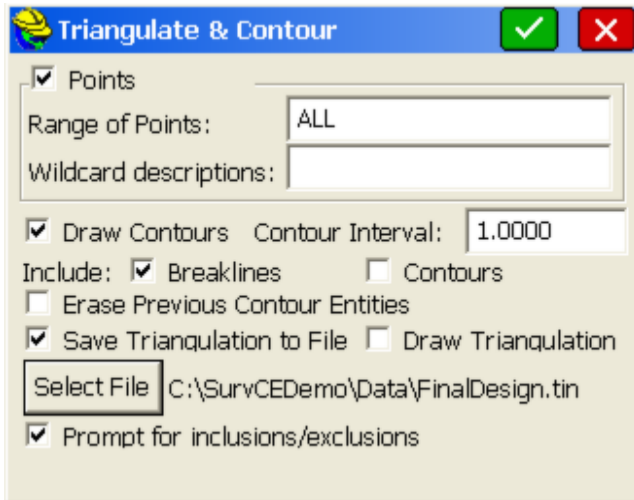 Triangulate & Contour
Points
Range of Points: ALL
Wildcard descriptions:
Draw Contours Contour Interval: 1.0000
Include: Breaklines Contours
Erase Previous Contour Entities
Save Triangulation to File Draw Triangulation
Select File C:\SurvCEDemo\Data\FinalDesign.tin
Prompt for inclusions/exclusions